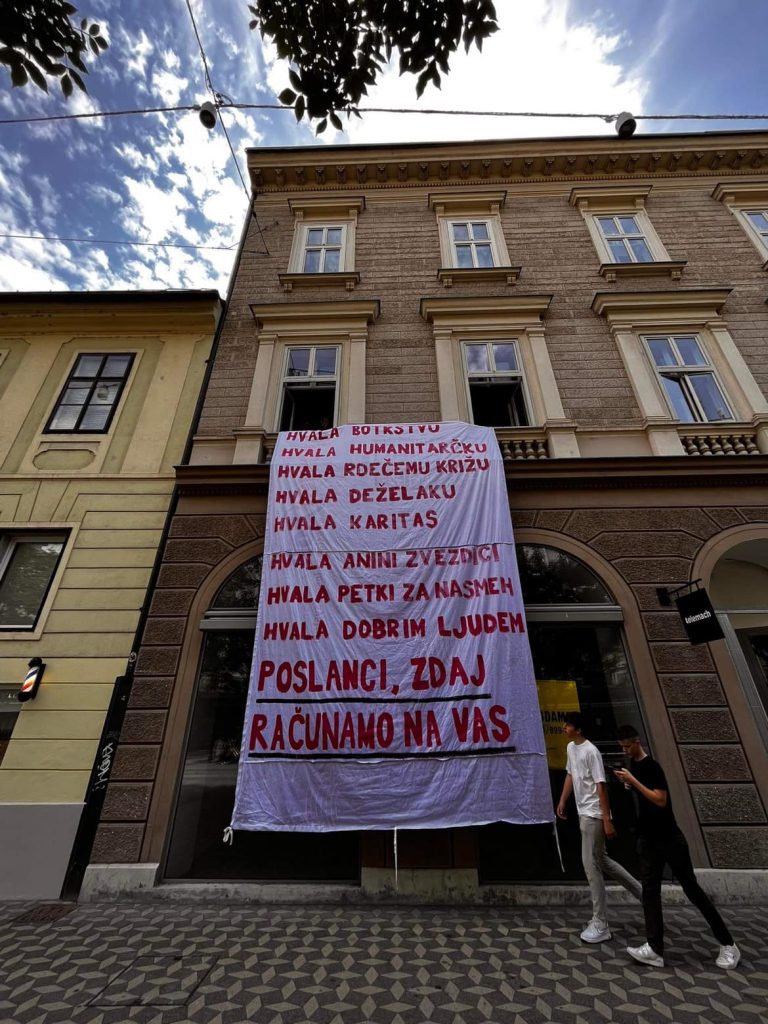 HVALA BOTRSTVU
HVALA HUMANITARČKU
HVALA RDEČEMU KRIŽU
HVALA DEŽELAKU
HVALA KARITAS
HVALA ANINI ZVEZDICI
HVALA PETKI ZA NASMEH
HVALA DOBRIM LJUDEM
POSLANCI, ZDAJ
RAČUNAMO NA VAS
telemach